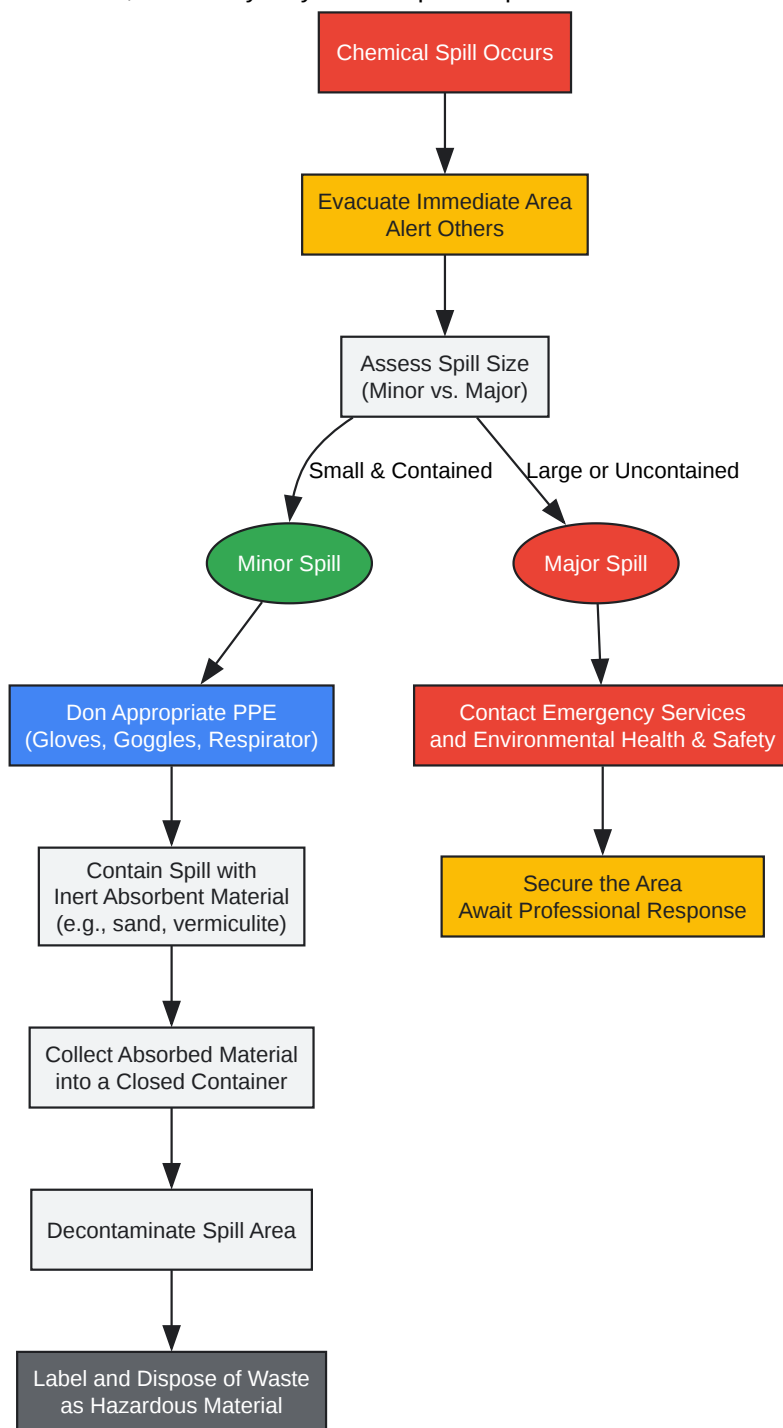 Chemical Spill Occurs
Evacuate Immediate Area
Alert Others
Assess Spill Size
(Minor vs. Major)
Small & Contained
Large or Uncontained
Minor Spill
Major Spill
Don Appropriate PPE
(Gloves, Goggles, Respirator)
Contact Emergency Services
and Environmental Health & Safety
Contain Spill with
Inert Absorbent Material
(e.g., sand, vermiculite)
Secure the Area
Await Professional Response
Collect Absorbed Material
into a Closed Container
Decontaminate Spill Area
Label and Dispose of Waste
as Hazardous Material